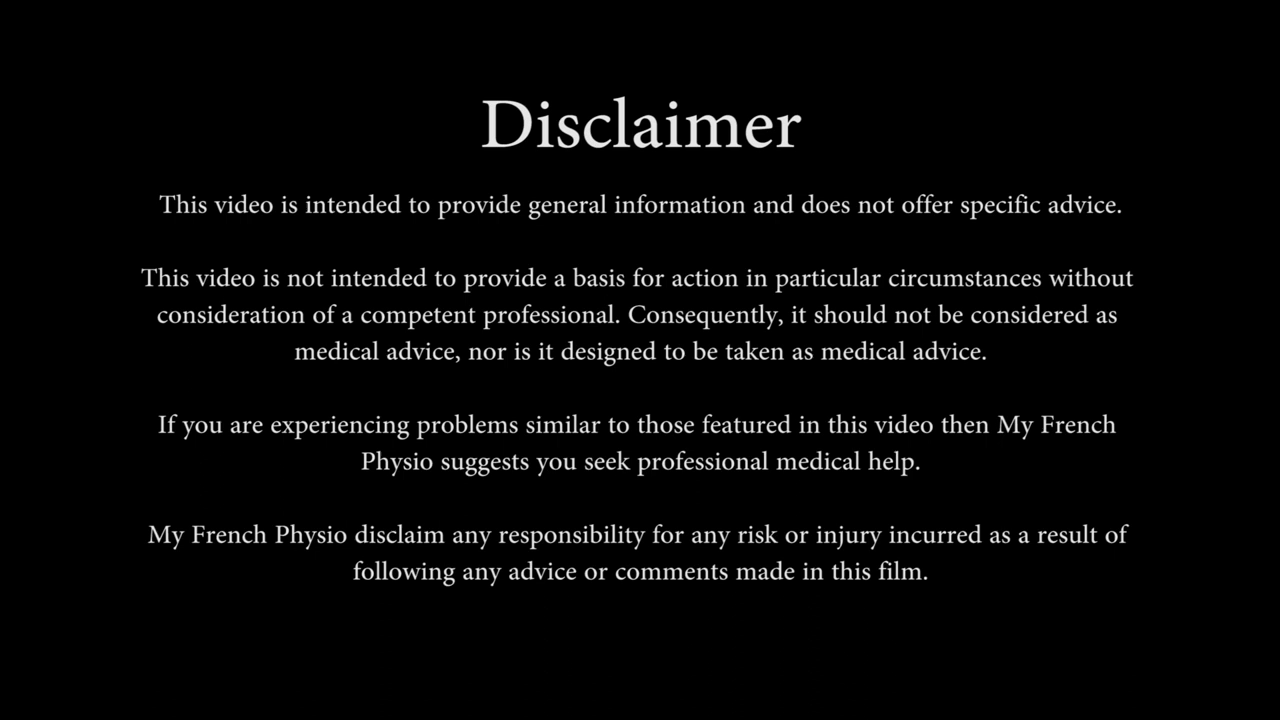 Disclaimer
This video is intended to provide general information and does not offer specific advice.
This video is not intended to provide a basis for action in particular circumstances without
consideration of a competent professional. Consequently, it should not be considered as
medical advice, nor is it designed to be taken as medical advice.
If you are experiencing problems similar to those featured in this video then My French
Physio suggests you seek professional medical help.
My French Physio disclaim any responsibility for any risk or injury incurred as a result of
following any advice or comments made in this film.